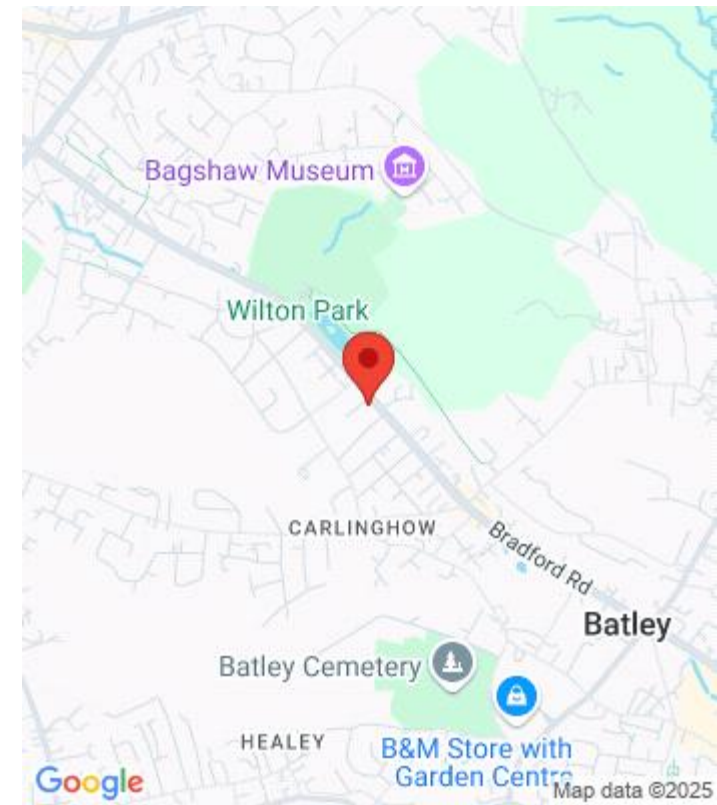 Bagshaw Museum
Wilton Park
CARLINGHOW
Bradford Rd
Batley
Batley Cemetery
HEALEY
B&M Store with
Garden Centre
Google
Map data ©2025